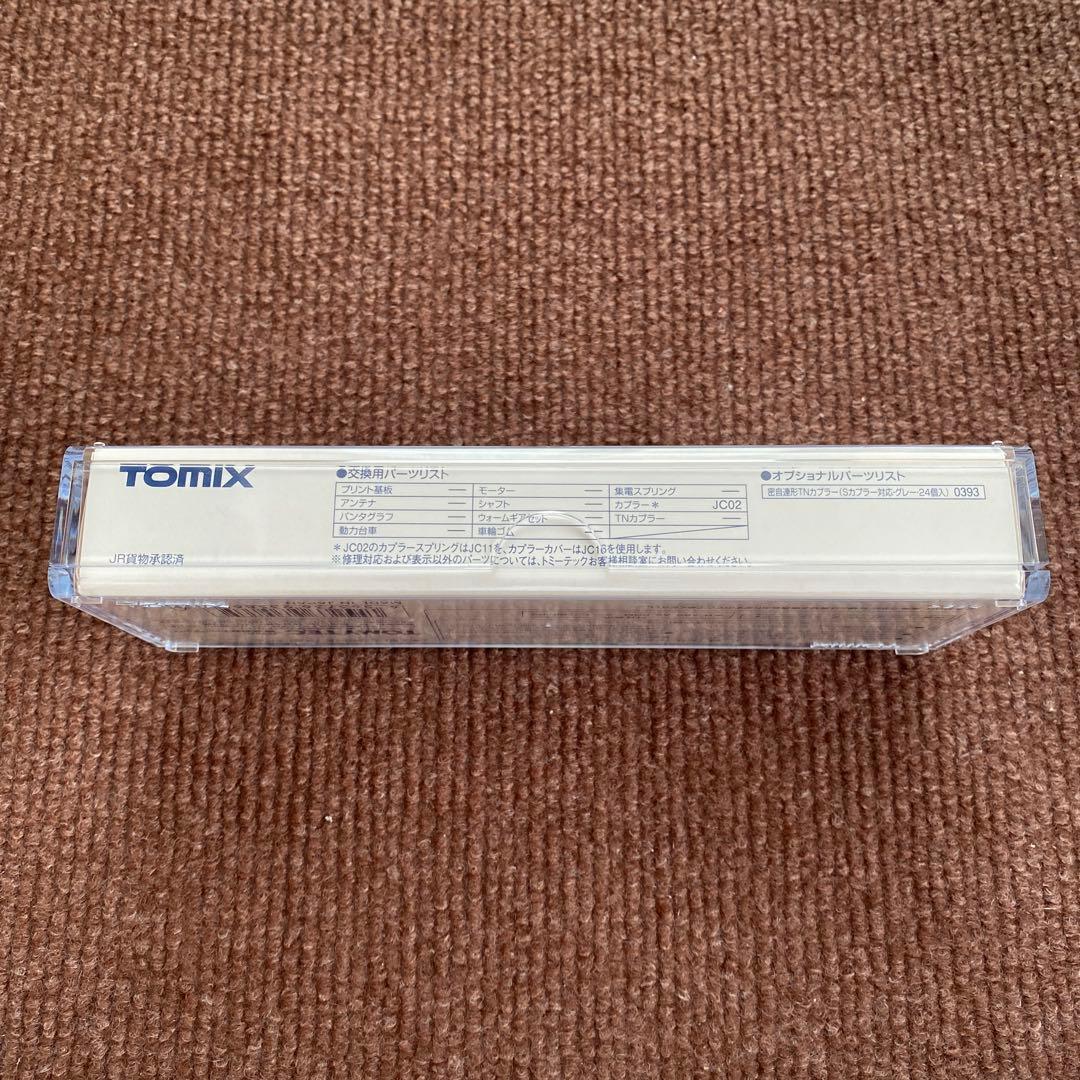 TOMIX
JR貨物承認済
●交換用パーツリスト
プリント基板 — モーター — 集電スプリング —
アンテナ — シャフト — カプラー* JC02
パンタグラフ — ウォームギアセット — TNカプラー —
動力台車 — 車輪ゴム —
*JC02のカプラースプリングはJC11を、カプラーカバーはJC16を使用します。
※修理対応および表示以外のパーツについては、トミーテックお客様相談室にお問い合わせください。
●オプショナルパーツリスト
密自連形TNカプラー(Sカプラー対応・グレー・24個入) 0393